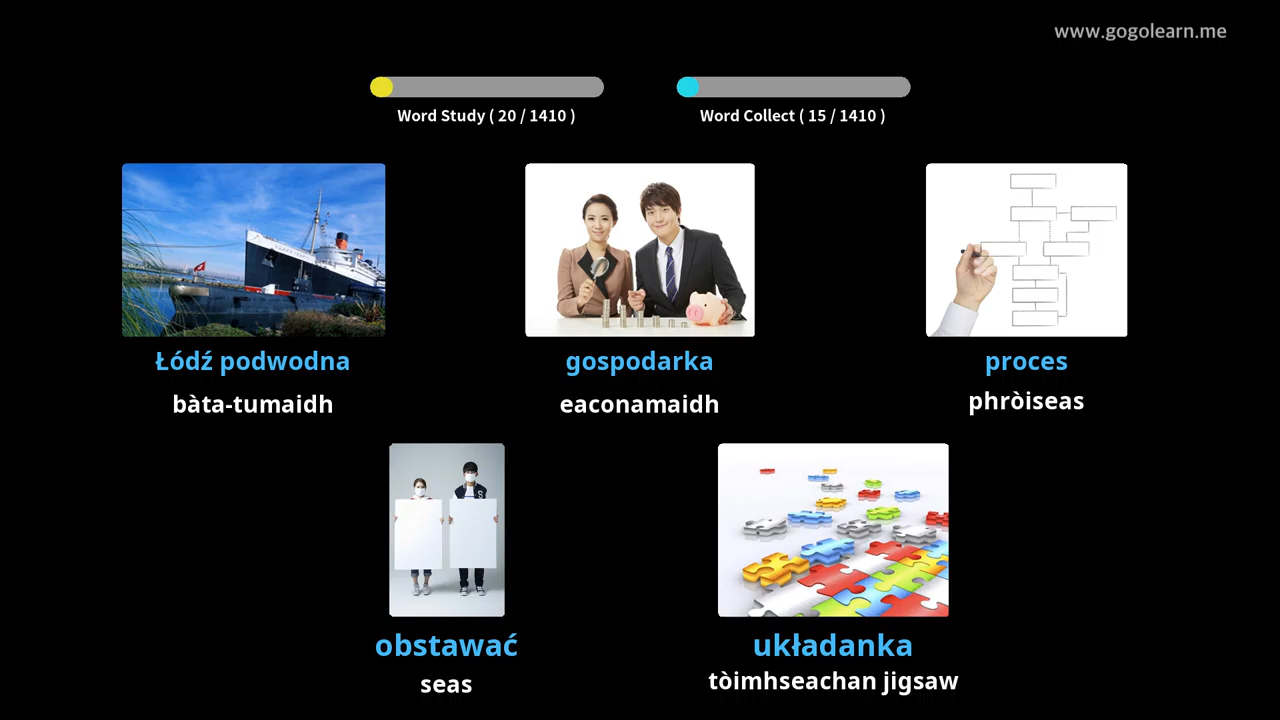 www.gogolearn.me
Word Study ( 20 / 1410 )
Word Collect ( 15 / 1410 )
Łódź podwodna
gospodarka
proces
bàta-tumaidh
eaconamaidh
phròiseas
obstawać
układanka
seas
tòimhseachan jigsaw